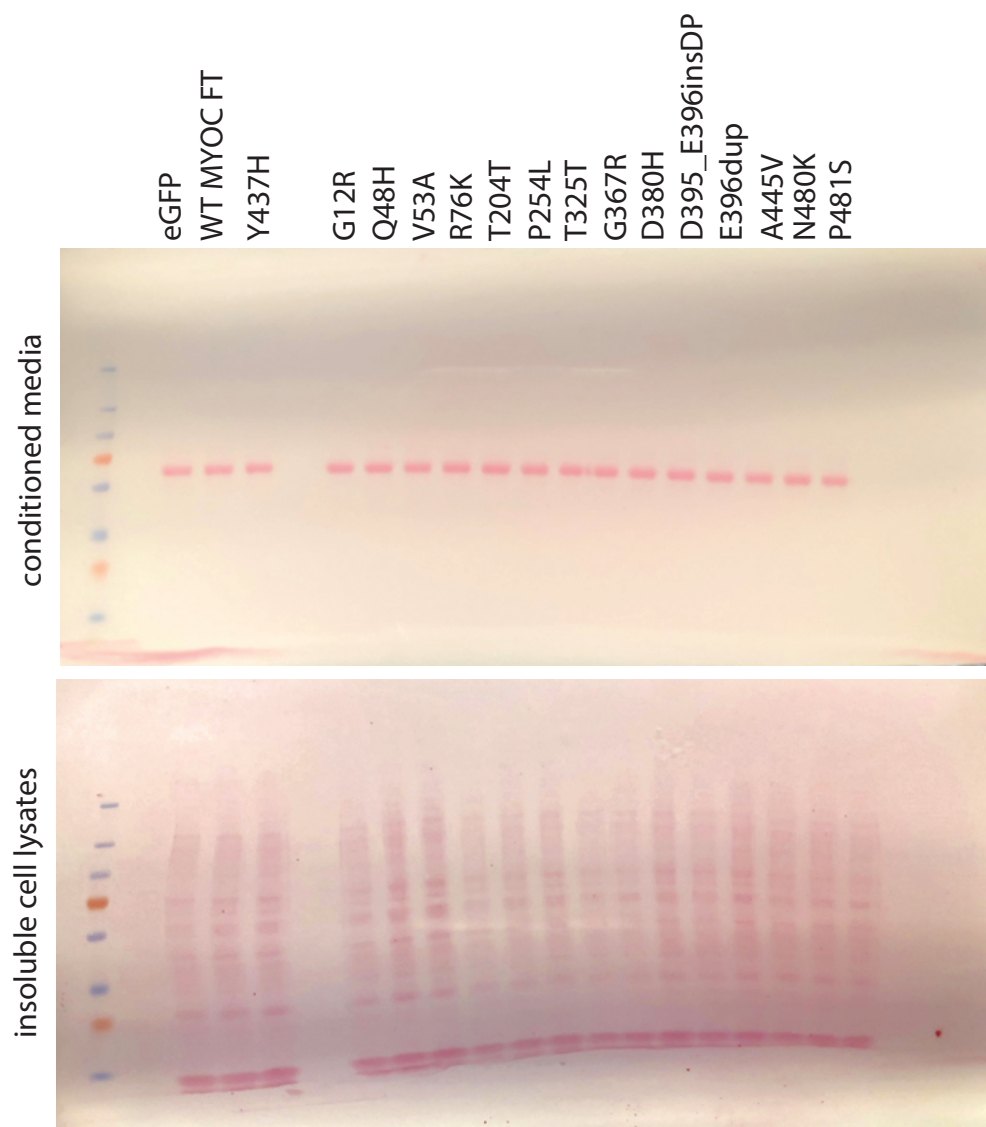 eGFP
WT MYOC FT
Y437H
G12R
Q48H
V53A
R76K
T204T
P254L
T325T
G367R
D380H
D395_E396insDP
E396dup
A445V
N480K
P481S
conditioned media
insoluble cell lysates